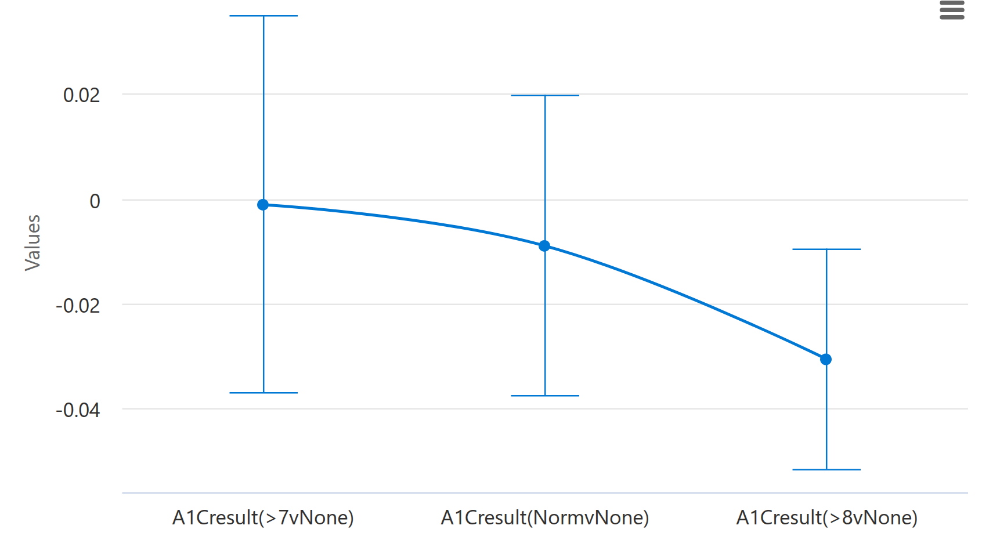 0.02
0
-0.02
-0.04
Values
A1Cresult(>7vNone)
A1Cresult(NormvNone)
A1Cresult(>8vNone)